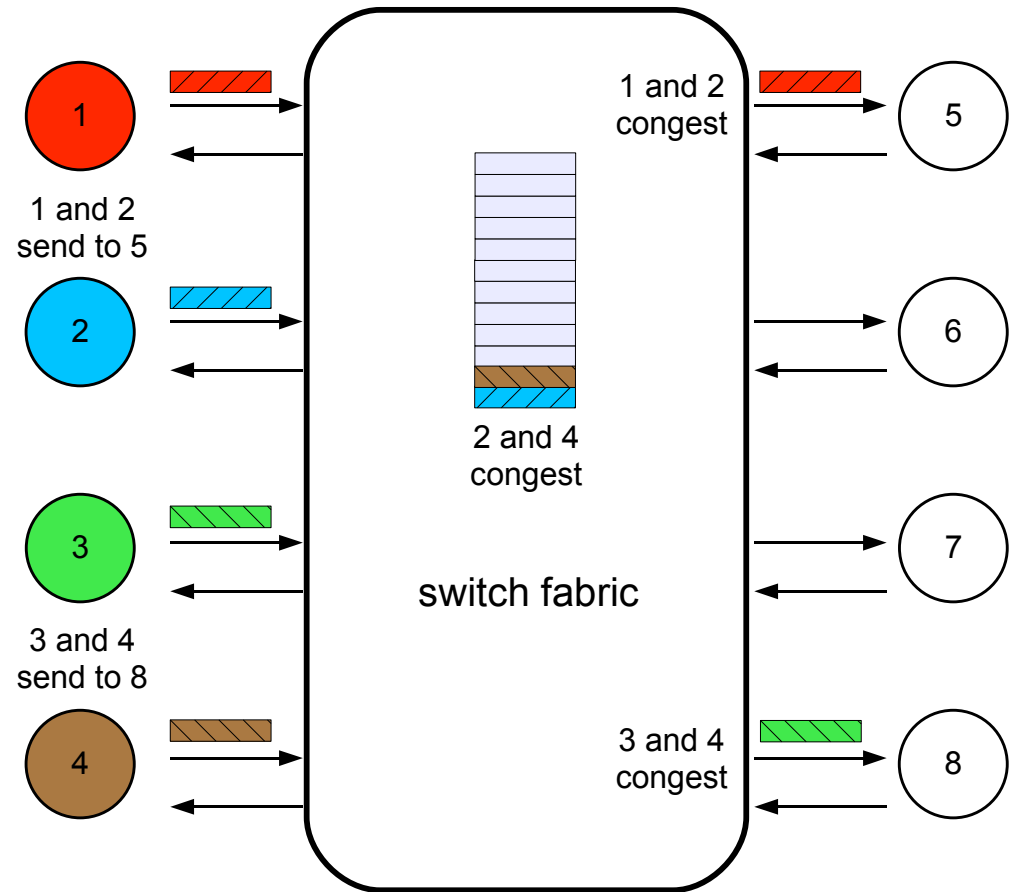 1
1 and 2
send to 5
2
3
3 and 4
send to 8
4
1 and 2
congest
2 and 4
congest
switch fabric
3 and 4
congest
5
6
7
8